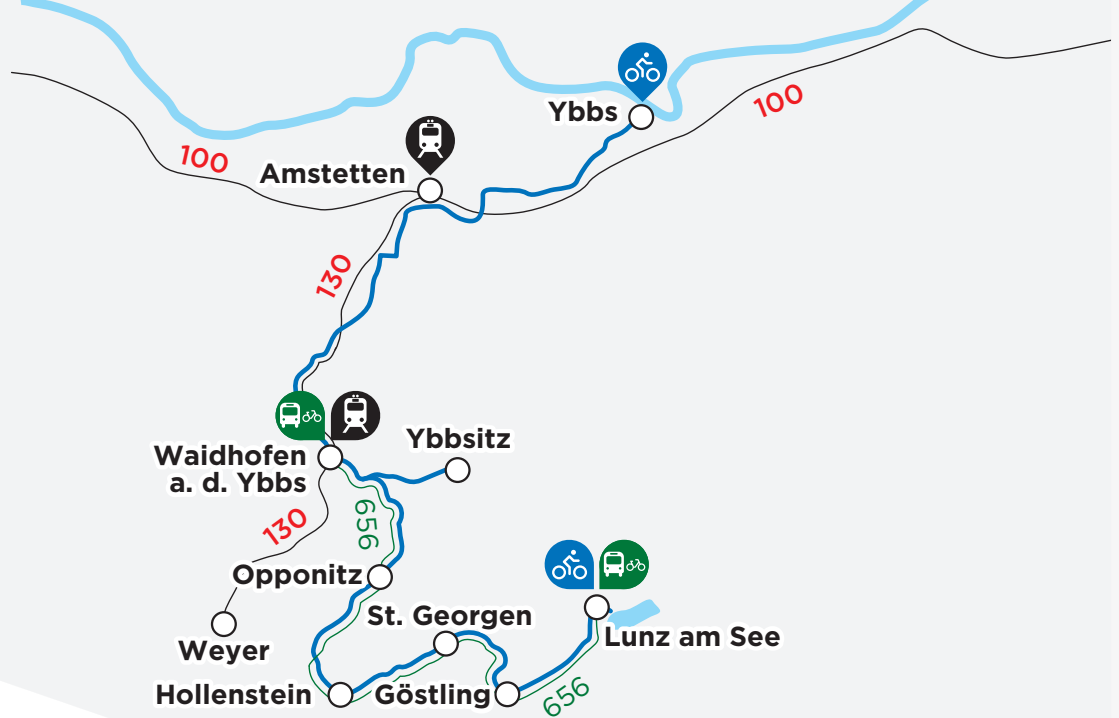 Ybbs
100
100
Amstetten
130
Ybbsitz
Waidhofen
a. d. Ybbs
656
130
Opponitz
St. Georgen
Lunz am See
Weyer
Hollenstein
Göstling
656